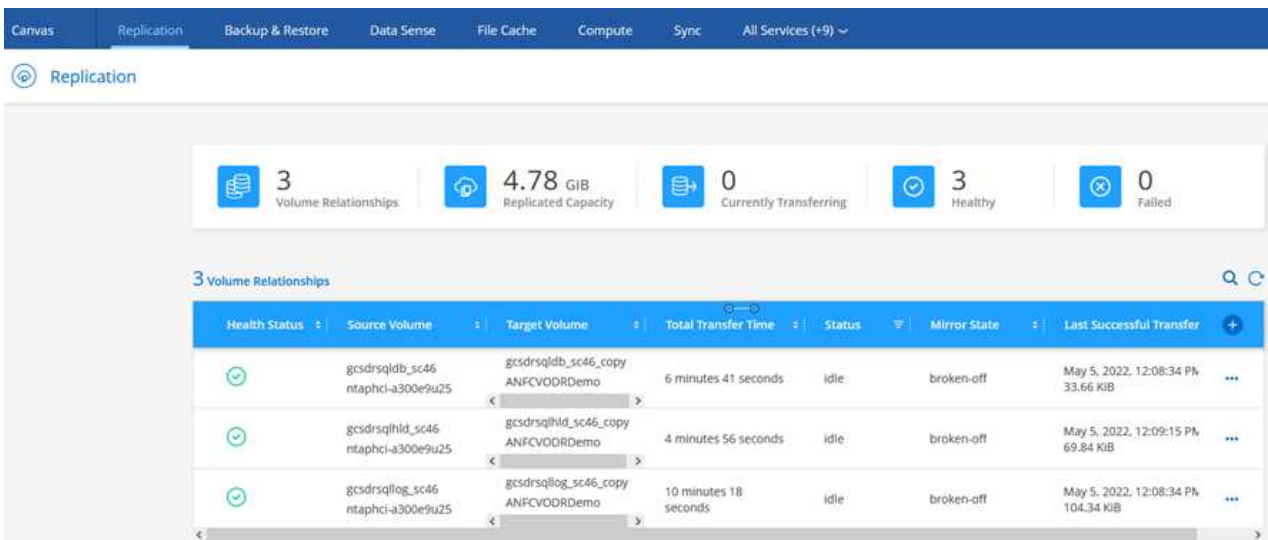 Canvas Replication Backup & Restore Data Sense File Cache Compute Sync All Services (+9)
Replication
3 4.78 GiB 0 3 0
Volume Relationships Replicated Capacity Currently Transferring Healthy Failed
3 Volume Relationships
Health Status Source Volume Target Volume Total Transfer Time Status Mirror State Last Successful Transfer
gcsdrsqldb_sc46 gcsdrsqldb_sc46_copy 6 minutes 41 seconds idle broken-off May 5, 2022, 12:08:34 PM
ntaphci-a300e9u25 ANFCVODRDemo 33.66 KiB
gcsdrsqlhld_sc46 gcsdrsqlhld_sc46_copy 4 minutes 56 seconds idle broken-off May 5, 2022, 12:09:15 PM
ntaphci-a300e9u25 ANFCVODRDemo 69.84 KiB
gcsdrsqllog_sc46 gcsdrsqllog_sc46_copy 10 minutes 18 idle broken-off May 5, 2022, 12:08:34 PM
ntaphci-a300e9u25 ANFCVODRDemo seconds 104.34 KiB